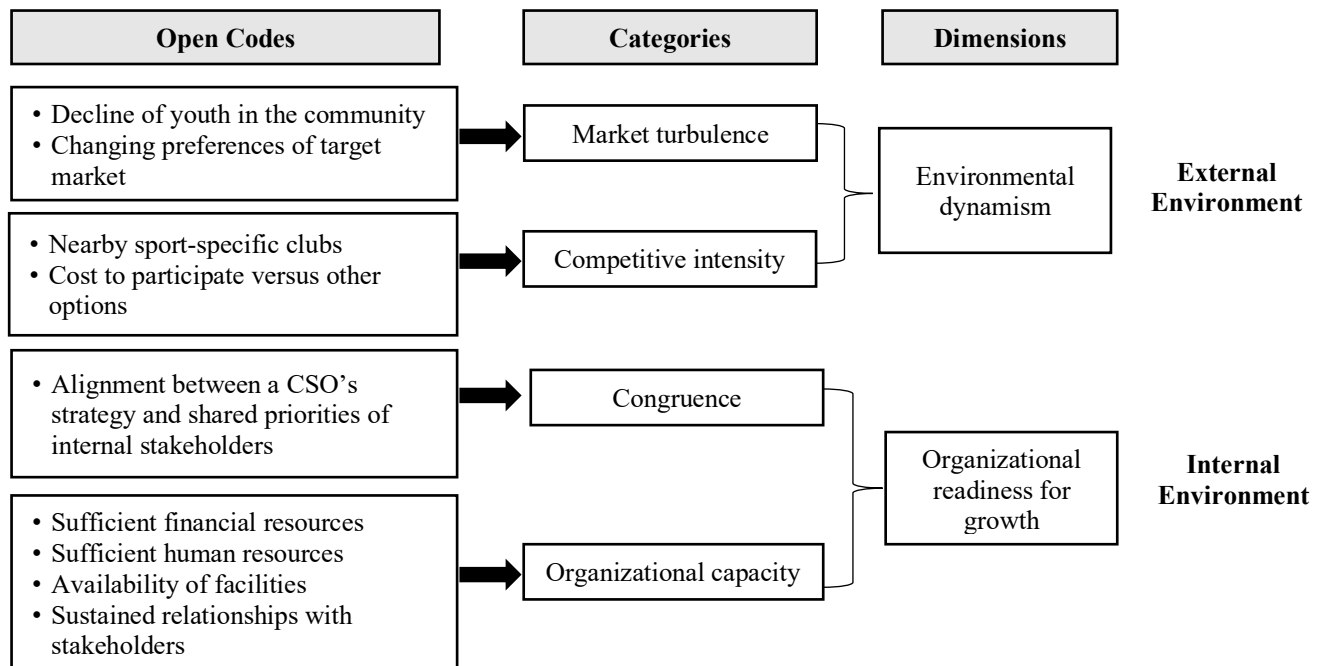 Open Codes
Categories
Dimensions
• Decline of youth in the community
• Changing preferences of target
market
Market turbulence
• Nearby sport-specific clubs
• Cost to participate versus other
options
Competitive intensity
Environmental
dynamism
External
Environment
• Alignment between a CSO’s
strategy and shared priorities of
internal stakeholders
Congruence
• Sufficient financial resources
• Sufficient human resources
• Availability of facilities
• Sustained relationships with
stakeholders
Organizational capacity
Organizational
readiness for
growth
Internal
Environment